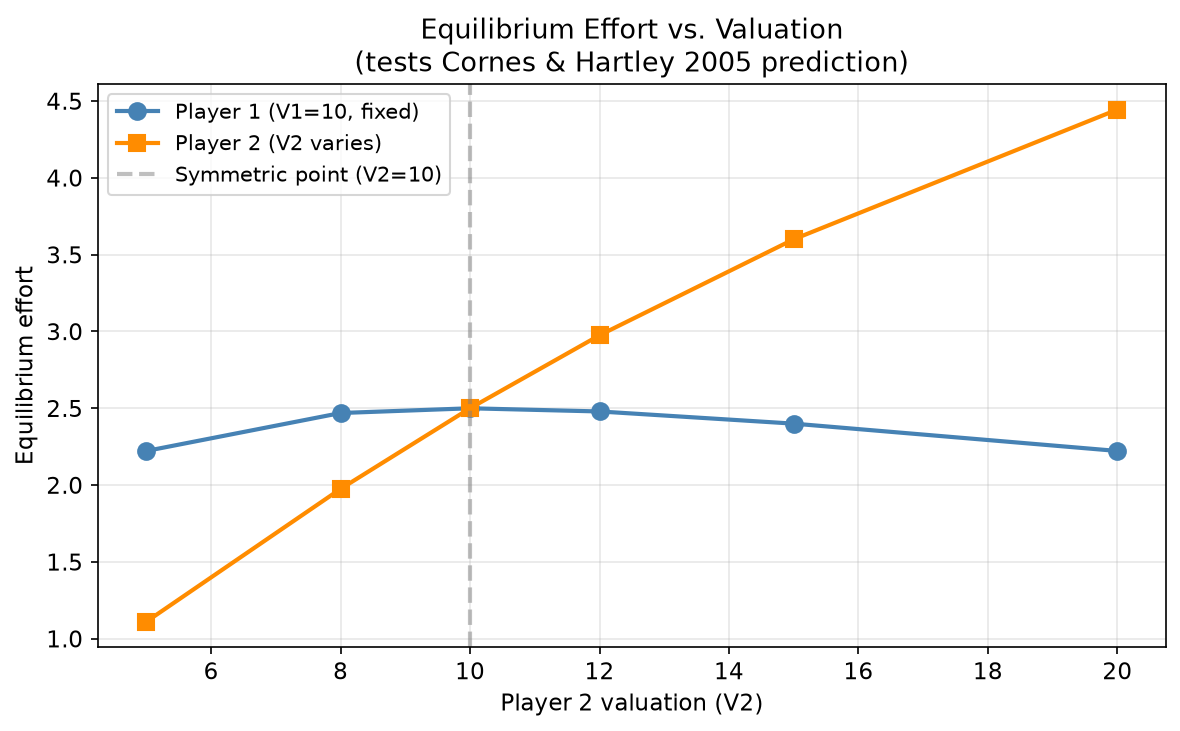 Equilibrium Effort vs. Valuation
(tests Cornes & Hartley 2005 prediction)
Player 1 (V1=10, fixed)
Player 2 (V2 varies)
Symmetric point (V2=10)
Equilibrium effort
4.5
4.0
3.5
3.0
2.5
2.0
1.5
1.0
6 8 10 12 14 16 18 20
Player 2 valuation (V2)